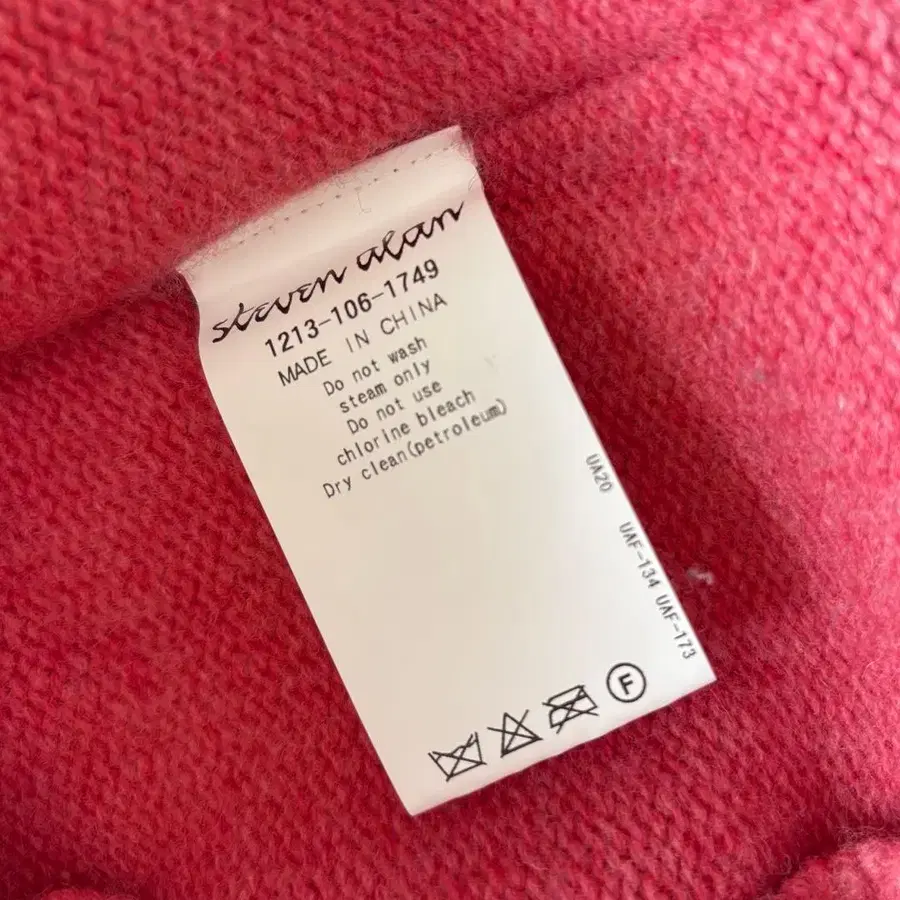 steven alan
1213-106-1749
MADE IN CHINA
Do not wash
steam only
Do not use
chlorine bleach
Dry clean(petroleum)
UA20 UAF-134 UAF-173
F